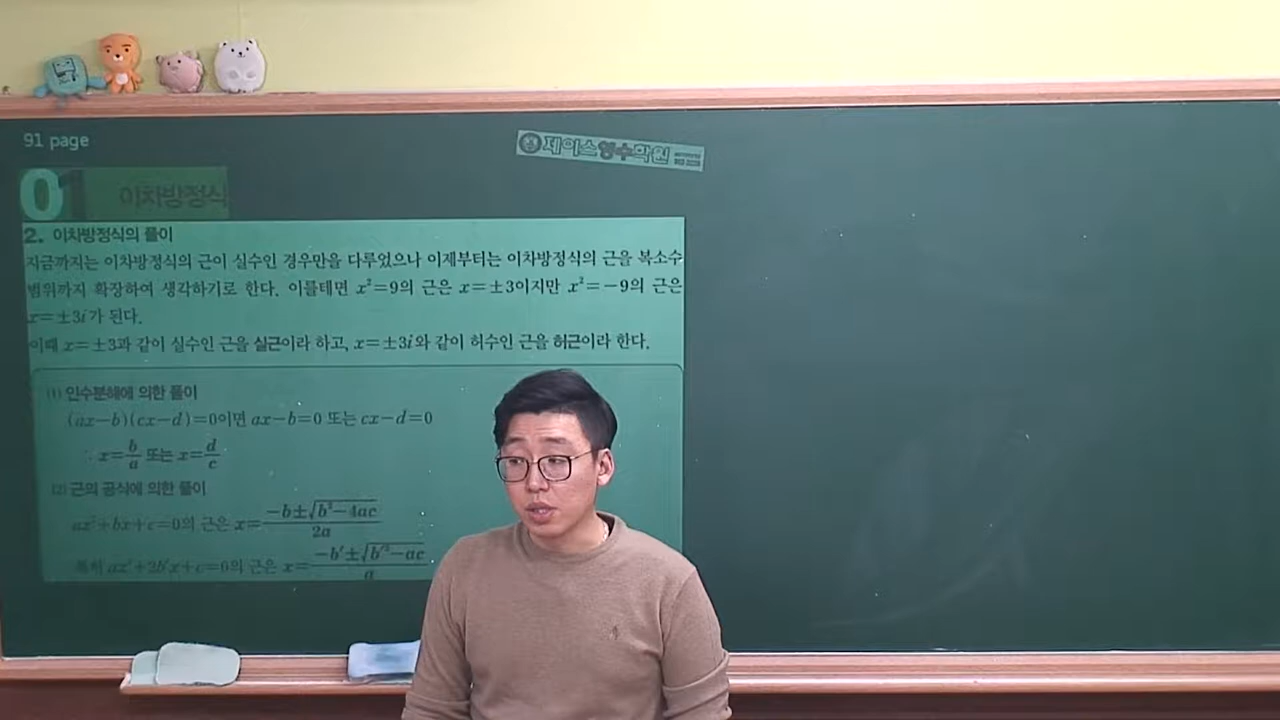 91 page
제이스영수학원
01 이차방정식
2. 이차방정식의 풀이
지금까지는 이차방정식의 근이 실수인 경우만을 다루었으나 이제부터는 이차방정식의 근을 복소수
범위까지 확장하여 생각하기로 한다. 이를테면 x²=9의 근은 x=±3이지만 x²=−9의 근은
x=±3i가 된다.
이때 x=±3과 같이 실수인 근을 실근이라 하고, x=±3i와 같이 허수인 근을 허근이라 한다.
(1) 인수분해에 의한 풀이
(ax−b)(cx−d)=0이면 ax−b=0 또는 cx−d=0
∴ x=b/a 또는 x=d/c
(2) 근의 공식에 의한 풀이
ax²+bx+c=0의 근은 x=(−b±√(b²−4ac))/2a
특히 ax²+2b′x+c=0의 근은 x=(−b′±√(b′²−ac))/a